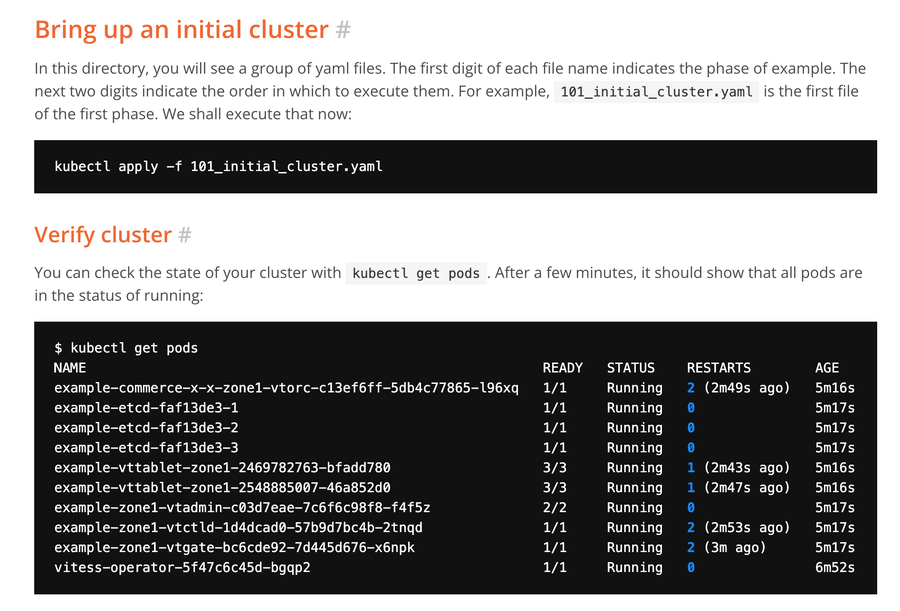 Bring up an initial cluster #
In this directory, you will see a group of yaml files. The first digit of each file name indicates the phase of example. The
next two digits indicate the order in which to execute them. For example, 101_initial_cluster.yaml is the first file
of the first phase. We shall execute that now:
kubectl apply -f 101_initial_cluster.yaml
Verify cluster #
You can check the state of your cluster with kubectl get pods. After a few minutes, it should show that all pods are
in the status of running:
$ kubectl get pods
NAME READY STATUS RESTARTS AGE
example-commerce-x-x-zone1-vtorc-c13ef6ff-5db4c77865-l96xq 1/1 Running 2 (2m49s ago) 5m16s
example-etcd-faf13de3-1 1/1 Running 0 5m17s
example-etcd-faf13de3-2 1/1 Running 0 5m17s
example-etcd-faf13de3-3 1/1 Running 0 5m17s
example-vttablet-zone1-2469782763-bfadd780 3/3 Running 1 (2m43s ago) 5m16s
example-vttablet-zone1-2548885007-46a852d0 3/3 Running 1 (2m47s ago) 5m16s
example-zone1-vtadmin-c03d7eae-7c6f6c98f8-f4f5z 2/2 Running 0 5m17s
example-zone1-vtctld-1d4dcad0-57b9d7bc4b-2tnqd 1/1 Running 2 (2m53s ago) 5m17s
example-zone1-vtgate-bc6cde92-7d445d676-x6npk 1/1 Running 2 (3m ago) 5m17s
vitess-operator-5f47c6c45d-bgqp2 1/1 Running 0 6m52s